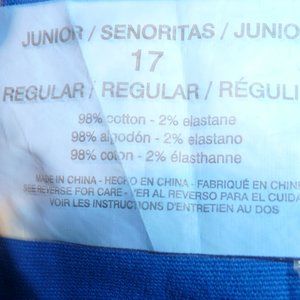 JUNIOR / SENORITAS / JUNIO
17
REGULAR / REGULAR / RÉGULI
98% cotton - 2% elastane
98% algodón - 2% elastano
98% coton - 2% élasthanne
MADE IN CHINA - HECHO EN CHINA - FABRIQUÉ EN CHINE
SEE REVERSE FOR CARE - VER AL REVERSO PARA EL CUIDA
VOIR LES INSTRUCTIONS D'ENTRETIEN AU DOS